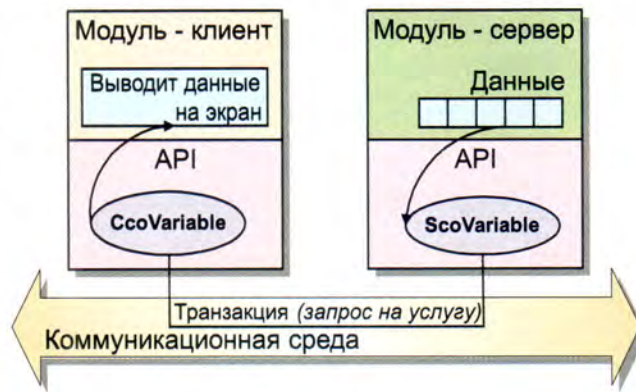 Модуль - клиент
Выводит данные
на экран
API
CcoVariable
Модуль - сервер
Данные
API
ScoVariable
Транзакция (запрос на услугу)
Коммуникационная среда